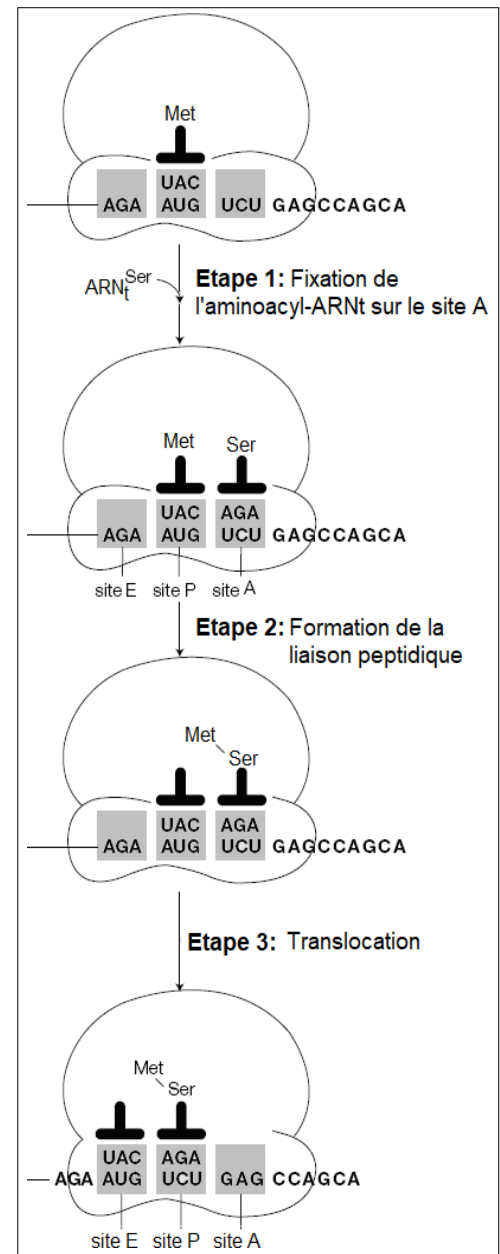 Met
UAC
AGA AUG UCU GAGCCAGCA
ARNtSer
Etape 1: Fixation de
l'aminoacyl-ARNt sur le site A
Met Ser
UAC AGA
AGA AUG UCU GAGCCAGCA
site E site P site A
Etape 2: Formation de la
liaison peptidique
Met
Ser
UAC AGA
AGA AUG UCU GAGCCAGCA
Etape 3: Translocation
Met
Ser
UAC AGA
AGA AUG UCU GAG CCAGCA
site E site P site A